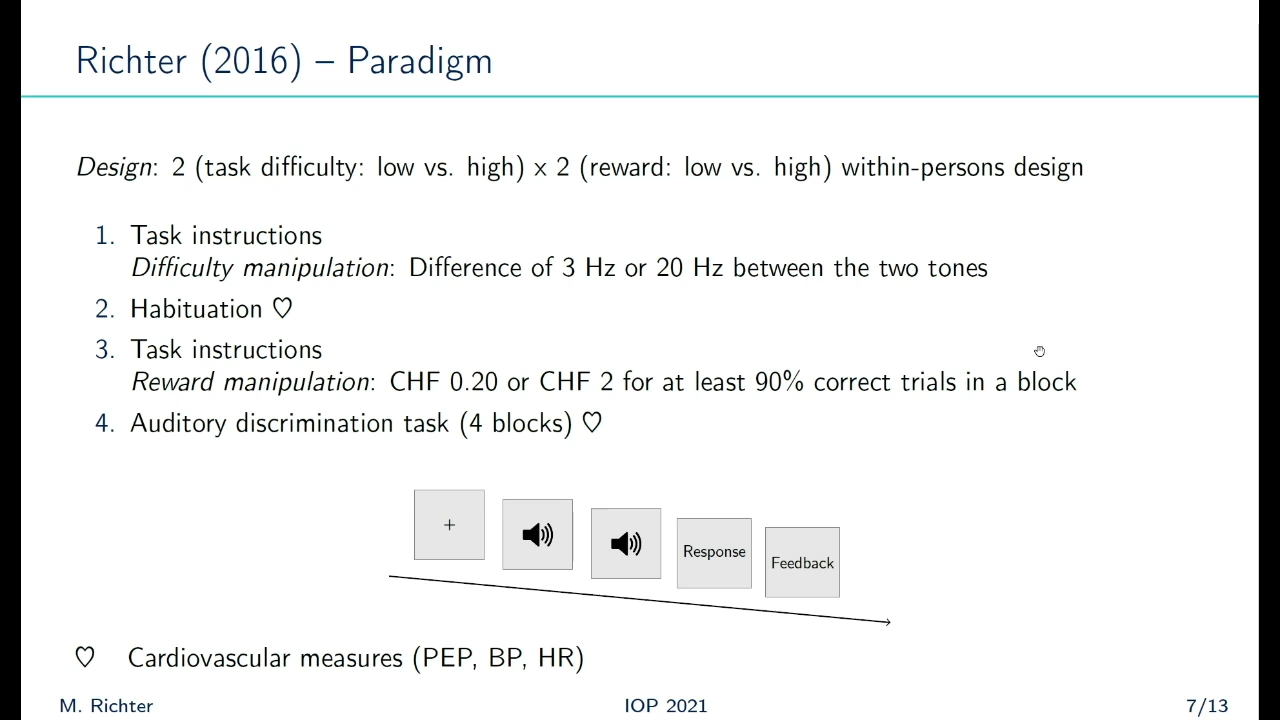 Richter (2016) – Paradigm
Design: 2 (task difficulty: low vs. high) x 2 (reward: low vs. high) within-persons design
1. Task instructions
Difficulty manipulation: Difference of 3 Hz or 20 Hz between the two tones
2. Habituation ♡
3. Task instructions
Reward manipulation: CHF 0.20 or CHF 2 for at least 90% correct trials in a block
4. Auditory discrimination task (4 blocks) ♡
+
Response
Feedback
♡ Cardiovascular measures (PEP, BP, HR)
M. Richter IOP 2021 7/13